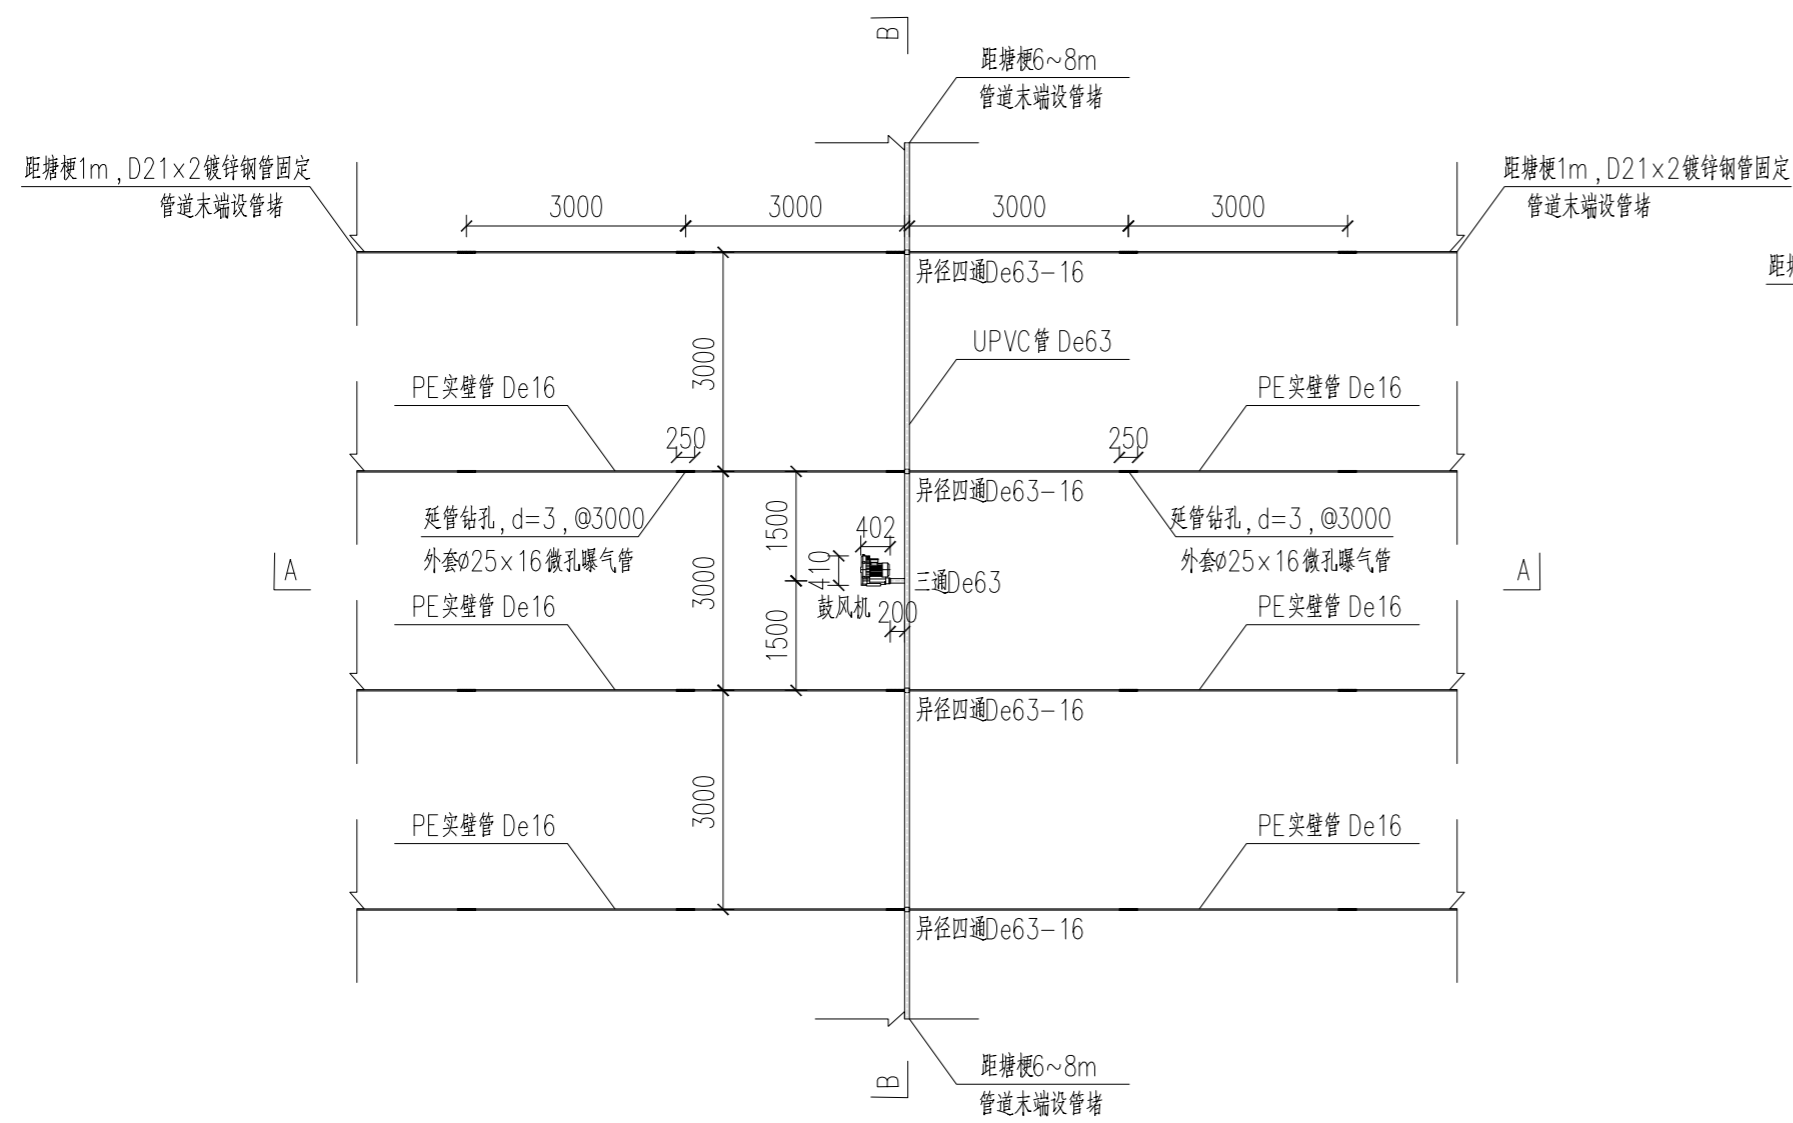 B
距塘梗6~8m
管道末端设管堵
距塘梗1m,D21×2镀锌钢管固定
管道末端设管堵
距塘梗1m,D21×2镀锌钢管固定
管道末端设管堵
3000
3000
3000
3000
距塘
异径四通De63-16
UPVC管 De63
3000
PE实壁管 De16
PE实壁管 De16
250
250
异径四通De63-16
延管钻孔,d=3,@3000
外套ø25×16微孔曝气管
1500
402
延管钻孔,d=3,@3000
外套ø25×16微孔曝气管
A
3000
410
三通De63
A
鼓风机
200
PE实壁管 De16
PE实壁管 De16
1500
异径四通De63-16
3000
PE实壁管 De16
PE实壁管 De16
异径四通De63-16
B
距塘梗6~8m
管道末端设管堵